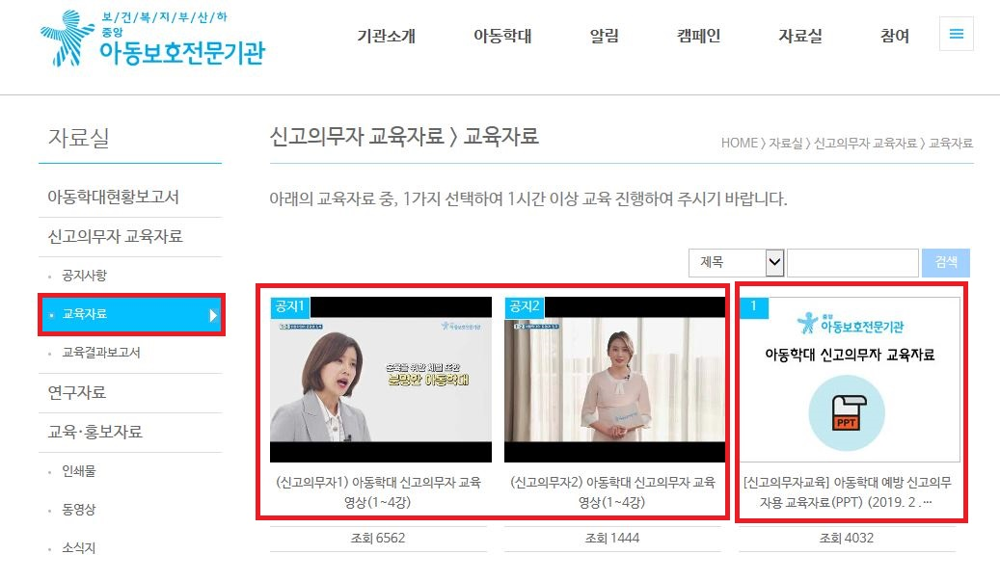 보/건/복/지/부/산/하
중앙
아동보호전문기관
기관소개 아동학대 알림 캠페인 자료실 참여
자료실
신고의무자 교육자료 〉 교육자료
HOME 〉 자료실 〉 신고의무자 교육자료 〉 교육자료
아래의 교육자료 중, 1가지 선택하여 1시간 이상 교육 진행하여 주시기 바랍니다.
아동학대현황보고서
신고의무자 교육자료
공지사항
교육자료
교육결과보고서
연구자료
교육·홍보자료
인쇄물
동영상
소식지
제목 검색
공지1
훈육을 위한 체벌 또한
분명한 아동학대
(신고의무자1) 아동학대 신고의무자 교육
영상(1~4강)
조회 6562
공지2
(신고의무자2) 아동학대 신고의무자 교육
영상(1~4강)
조회 1444
1
중앙
아동보호전문기관
아동학대 신고의무자 교육자료
PPT
[신고의무자교육] 아동학대 예방 신고의무
자용 교육자료(PPT) (2019. 2 .…
조회 4032